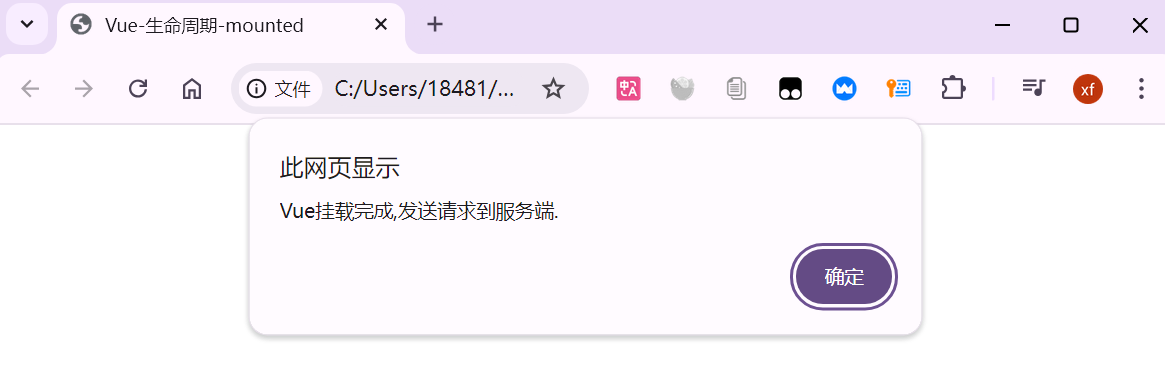 Vue-生命周期-mounted
文件
C:/Users/18481/...
xf
此网页显示
Vue挂载完成,发送请求到服务端.
确定